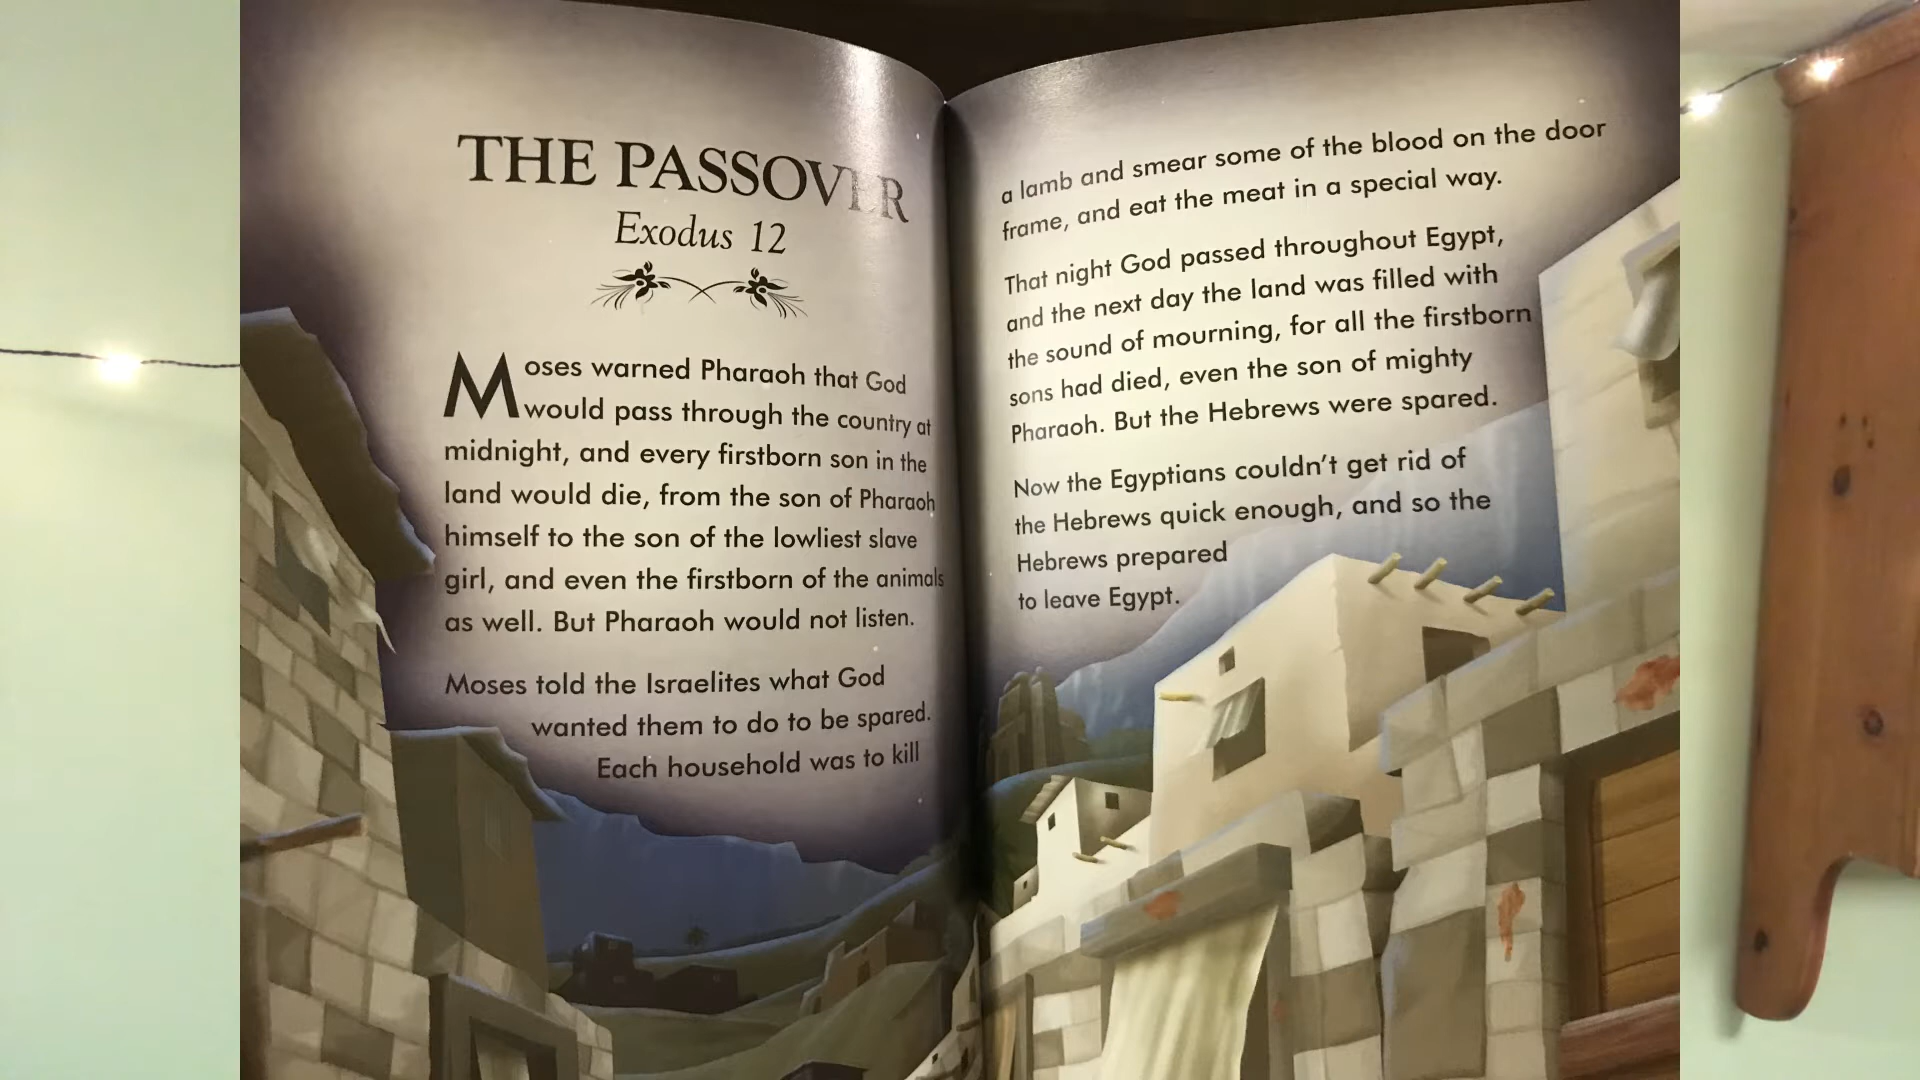 THE PASSOVER
Exodus 12
Moses warned Pharaoh that God
would pass through the country at
midnight, and every firstborn son in the
land would die, from the son of Pharaoh
himself to the son of the lowliest slave
girl, and even the firstborn of the animals
as well. But Pharaoh would not listen.
Moses told the Israelites what God
wanted them to do to be spared.
Each household was to kill
a lamb and smear some of the blood on the door
frame, and eat the meat in a special way.
That night God passed throughout Egypt,
and the next day the land was filled with
the sound of mourning, for all the firstborn
sons had died, even the son of mighty
Pharaoh. But the Hebrews were spared.
Now the Egyptians couldn't get rid of
the Hebrews quick enough, and so the
Hebrews prepared
to leave Egypt.